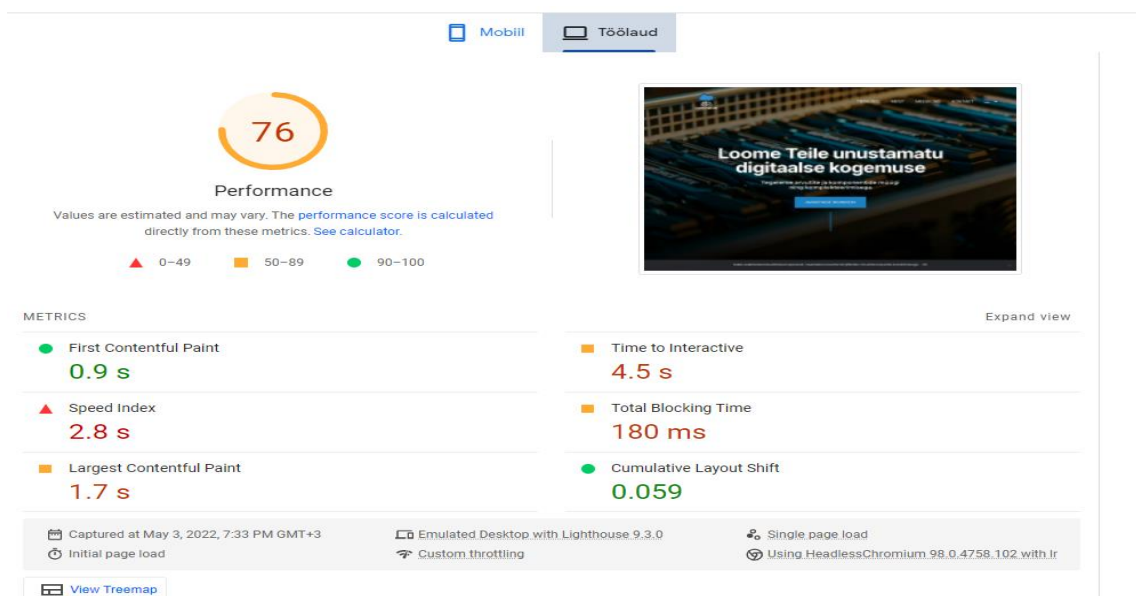 Mobiil
Töölaud
76
Performance
Values are estimated and may vary. The performance score is calculated
directly from these metrics. See calculator.
0–49
50–89
90–100
Loome Teile unustamatu
digitaalse kogemuse
METRICS
Expand view
First Contentful Paint
0.9 s
Time to Interactive
4.5 s
Speed Index
2.8 s
Total Blocking Time
180 ms
Largest Contentful Paint
1.7 s
Cumulative Layout Shift
0.059
Captured at May 3, 2022, 7:33 PM GMT+3
Emulated Desktop with Lighthouse 9.3.0
Single page load
Initial page load
Custom throttling
Using HeadlessChromium 98.0.4758.102 with lr
View Treemap